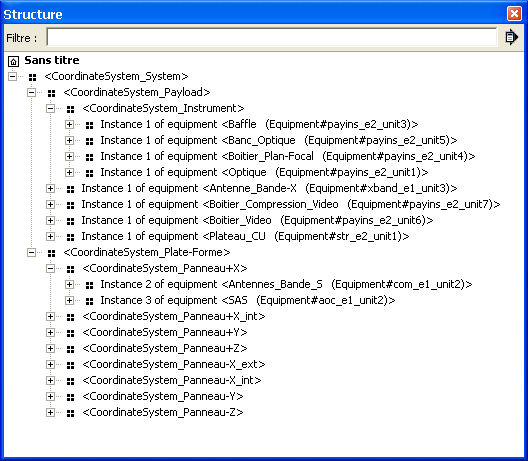 Structure
Filtre :
Sans titre
<CoordinateSystem_System>
<CoordinateSystem_Payload>
<CoordinateSystem_Instrument>
Instance 1 of equipment <Baffle (Equipment#payins_e2_unit3)>
Instance 1 of equipment <Banc_Optique (Equipment#payins_e2_unit5)>
Instance 1 of equipment <Boitier_Plan-Focal (Equipment#payins_e2_unit4)>
Instance 1 of equipment <Optique (Equipment#payins_e2_unit1)>
Instance 1 of equipment <Antenne_Bande-X (Equipment#xband_e1_unit3)>
Instance 1 of equipment <Boitier_Compression_Video (Equipment#payins_e2_unit7)>
Instance 1 of equipment <Boitier_Video (Equipment#payins_e2_unit6)>
Instance 1 of equipment <Plateau_CU (Equipment#str_e2_unit1)>
<CoordinateSystem_Plate-Forme>
<CoordinateSystem_Panneau+X>
Instance 2 of equipment <Antennes_Bande_S (Equipment#com_e1_unit2)>
Instance 3 of equipment <SAS (Equipment#aoc_e1_unit2)>
<CoordinateSystem_Panneau+X_int>
<CoordinateSystem_Panneau+Y>
<CoordinateSystem_Panneau+Z>
<CoordinateSystem_Panneau-X_ext>
<CoordinateSystem_Panneau-X_int>
<CoordinateSystem_Panneau-Y>
<CoordinateSystem_Panneau-Z>